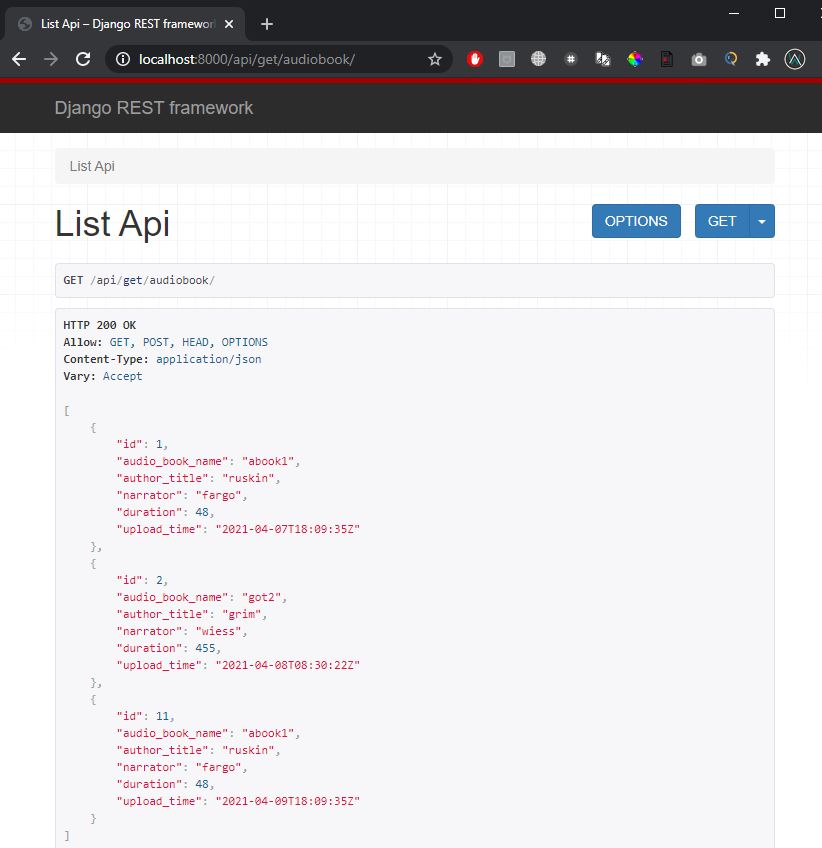 List Api – Django REST framework
localhost:8000/api/get/audiobook/
Django REST framework
List Api
List Api
OPTIONS
GET
GET /api/get/audiobook/
HTTP 200 OK
Allow: GET, POST, HEAD, OPTIONS
Content-Type: application/json
Vary: Accept
[
    {
        "id": 1,
        "audio_book_name": "abook1",
        "author_title": "ruskin",
        "narrator": "fargo",
        "duration": 48,
        "upload_time": "2021-04-07T18:09:35Z"
    },
    {
        "id": 2,
        "audio_book_name": "got2",
        "author_title": "grim",
        "narrator": "wiess",
        "duration": 455,
        "upload_time": "2021-04-08T08:30:22Z"
    },
    {
        "id": 11,
        "audio_book_name": "abook1",
        "author_title": "ruskin",
        "narrator": "fargo",
        "duration": 48,
        "upload_time": "2021-04-09T18:09:35Z"
    }
]